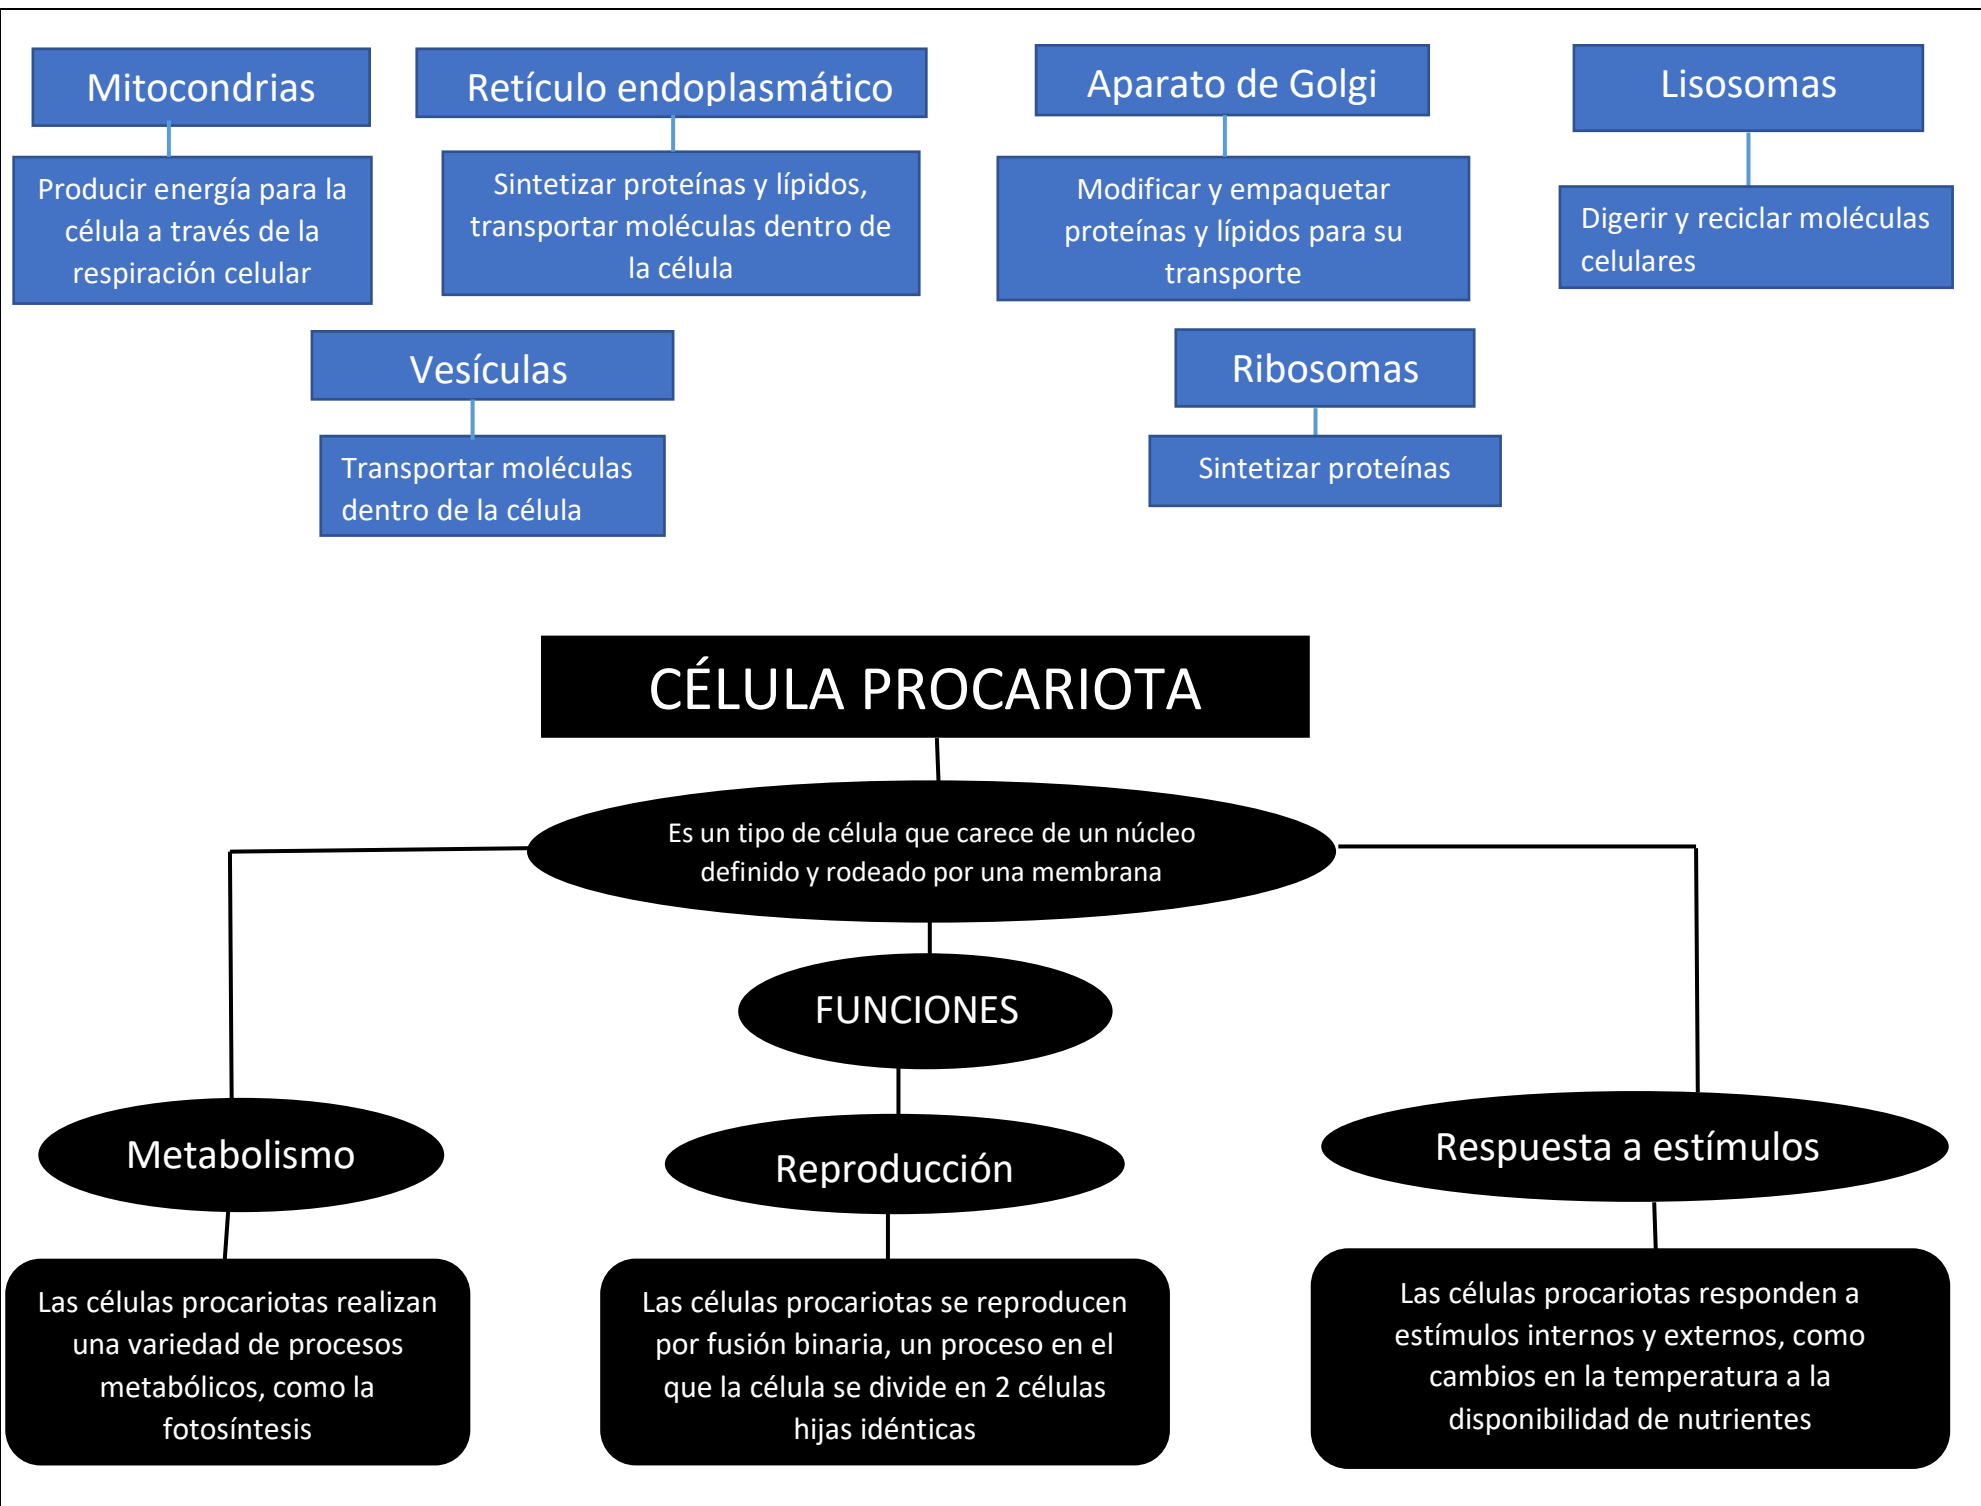 Mitocondrias
Retículo endoplasmático
Aparato de Golgi
Lisosomas
Producir energía para la
célula a través de la
respiración celular
Sintetizar proteínas y lípidos,
transportar moléculas dentro de
la célula
Modificar y empaquetar
proteínas y lípidos para su
transporte
Digerir y reciclar moléculas
celulares
Vesículas
Ribosomas
Transportar moléculas
dentro de la célula
Sintetizar proteínas
CÉLULA PROCARIOTA
Es un tipo de célula que carece de un núcleo
definido y rodeado por una membrana
FUNCIONES
Metabolismo
Reproducción
Respuesta a estímulos
Las células procariotas realizan
una variedad de procesos
metabólicos, como la
fotosíntesis
Las células procariotas se reproducen
por fusión binaria, un proceso en el
que la célula se divide en 2 células
hijas idénticas
Las células procariotas responden a
estímulos internos y externos, como
cambios en la temperatura a la
disponibilidad de nutrientes